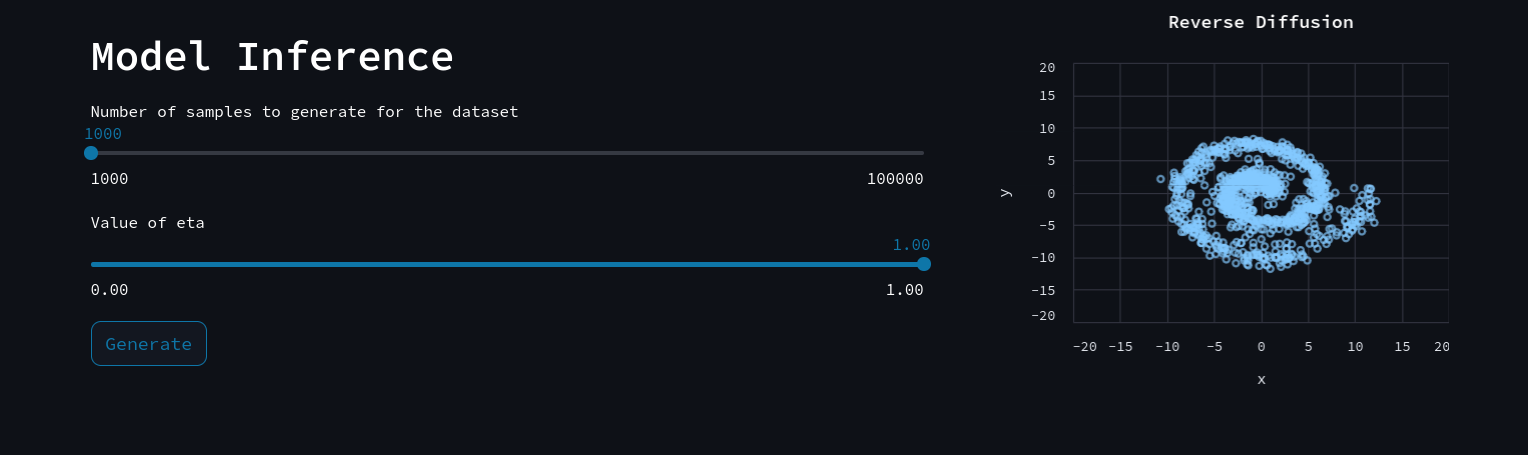 Model Inference
Number of samples to generate for the dataset
1000
1000 100000
Value of eta
1.00
0.00 1.00
Generate
Reverse Diffusion
20
15
10
5
0
−5
−10
−15
−20
y
−20 −15 −10 −5 0 5 10 15 20
x